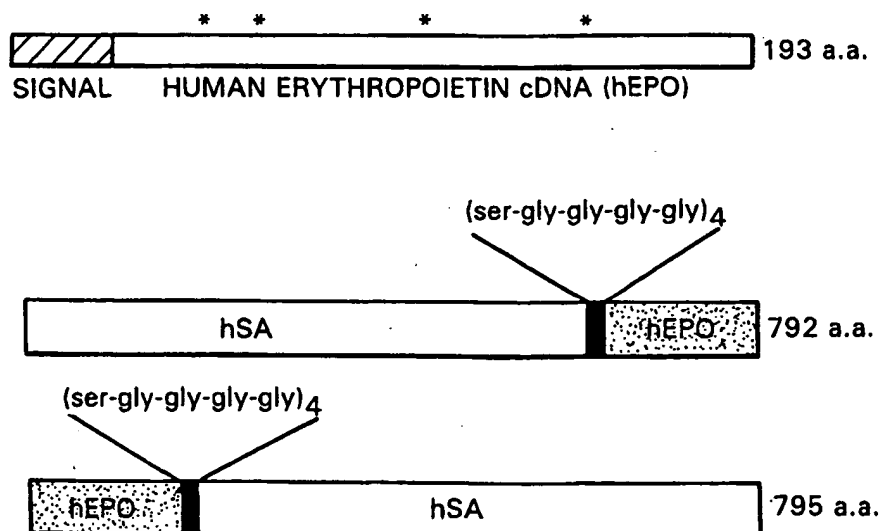 * * * *
193 a.a.
SIGNAL HUMAN ERYTHROPOIETIN cDNA (hEPO)
(ser-gly-gly-gly-gly)4
hSA hEPO 792 a.a.
(ser-gly-gly-gly-gly)4
hEPO hSA 795 a.a.